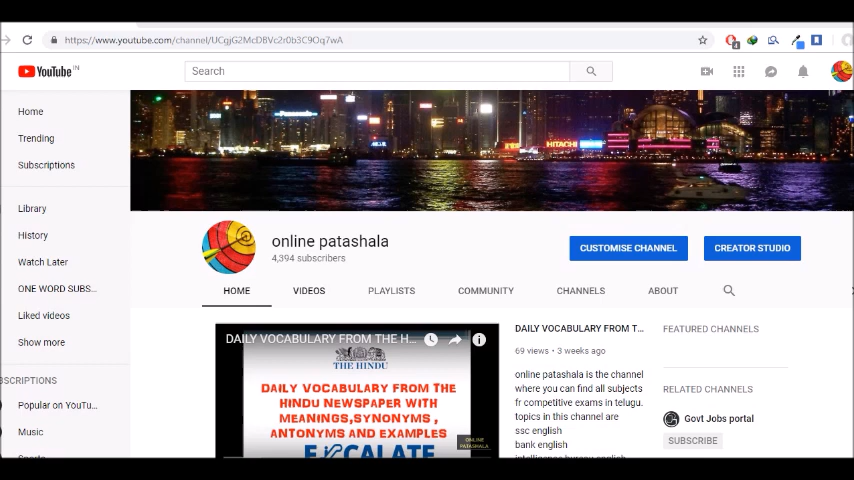 https://www.youtube.com/channel/UCgjG2McDBVc2r0b3C9Oq7wA
4
YouTube IN
Search
Home
Trending
Subscriptions
Library
History
Watch Later
ONE WORD SUBS...
Liked videos
Show more
SCRIPTIONS
Popular on YouTu...
Music
HITACHI
online patashala
4,394 subscribers
CUSTOMISE CHANNEL
CREATOR STUDIO
HOME
VIDEOS
PLAYLISTS
COMMUNITY
CHANNELS
ABOUT
DAILY VOCABULARY FROM THE H...
THE HINDU
DAILY VOCABULARY FROM THE
HINDU NEWSPAPER WITH
MEANINGS,SYNONYMS ,
ANTONYMS AND EXAMPLES
ONLINE
PATASHALA
ESCALATE
DAILY VOCABULARY FROM T...
69 views • 3 weeks ago
online patashala is the channel
where you can find all subjects
fr competitive exams in telugu.
topics in this channel are
ssc english
bank english
FEATURED CHANNELS
RELATED CHANNELS
Govt Jobs portal
SUBSCRIBE